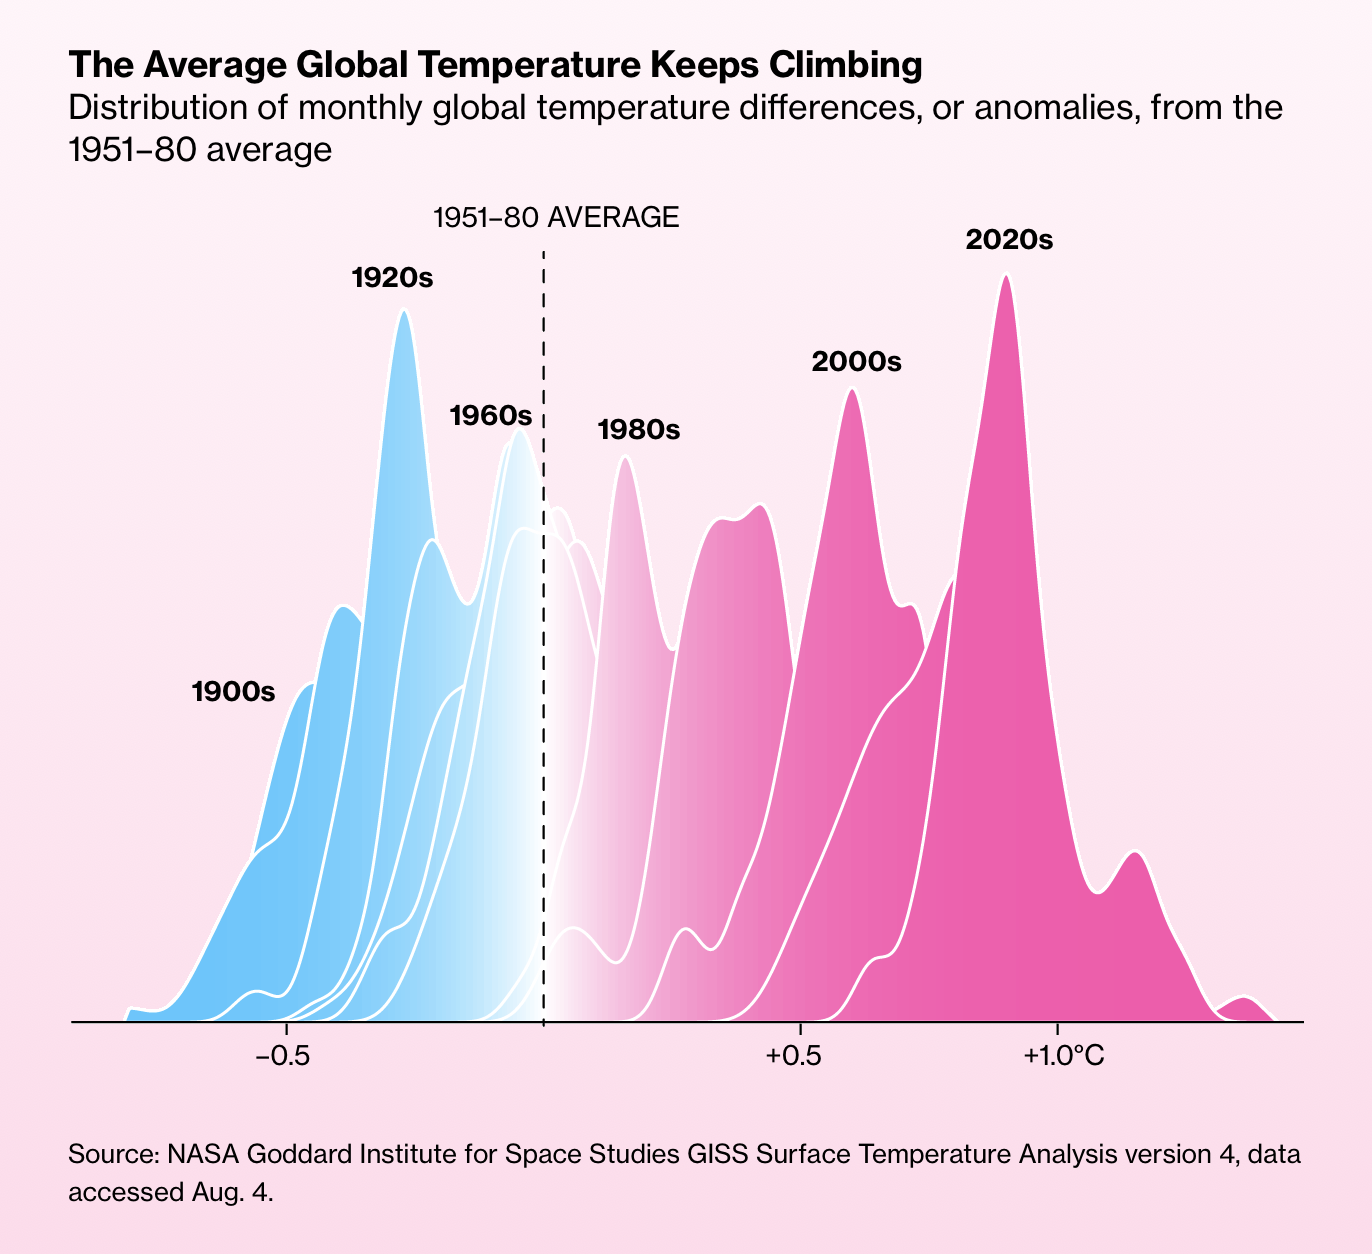 The Average Global Temperature Keeps Climbing
Distribution of monthly global temperature differences, or anomalies, from the
1951–80 average
1951–80 AVERAGE
2020s
1920s
2000s
1960s
1980s
1900s
−0.5
+0.5
+1.0°C
Source: NASA Goddard Institute for Space Studies GISS Surface Temperature Analysis version 4, data
accessed Aug. 4.